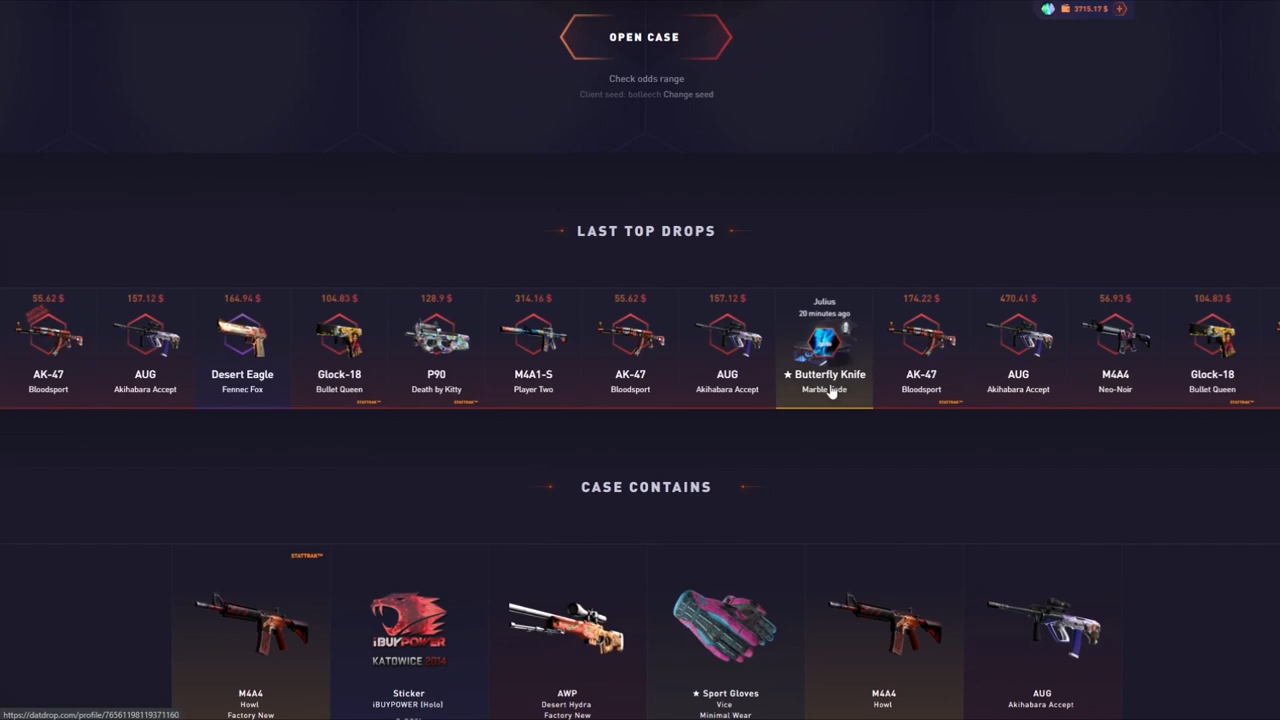 3715.17 $
OPEN CASE
Check odds range
Client seed: botleech Change seed
LAST TOP DROPS
55.62 $
AK-47
Bloodsport
157.12 $
AUG
Akihabara Accept
164.94 $
Desert Eagle
Fennec Fox
104.83 $
Glock-18
Bullet Queen
STATTRAK™
128.9 $
P90
Death by Kitty
STATTRAK™
314.16 $
M4A1-S
Player Two
55.62 $
AK-47
Bloodsport
157.12 $
AUG
Akihabara Accept
Julius
20 minutes ago
★ Butterfly Knife
Marble
174.22 $
AK-47
Bloodsport
STATTRAK™
470.41 $
AUG
Akihabara Accept
56.93 $
M4A4
Neo-Noir
104.83 $
Glock-18
Bullet Queen
STATTRAK™
CASE CONTAINS
STATTRAK™
M4A4
Howl
Factory New
iBUYPOWER
KATOWICE 2014
Sticker
iBUYPOWER (Holo)
AWP
Desert Hydra
Factory New
★ Sport Gloves
Vice
Minimal Wear
M4A4
Howl
AUG
Akihabara Accept
https://datdrop.com/profile/76561198119371160